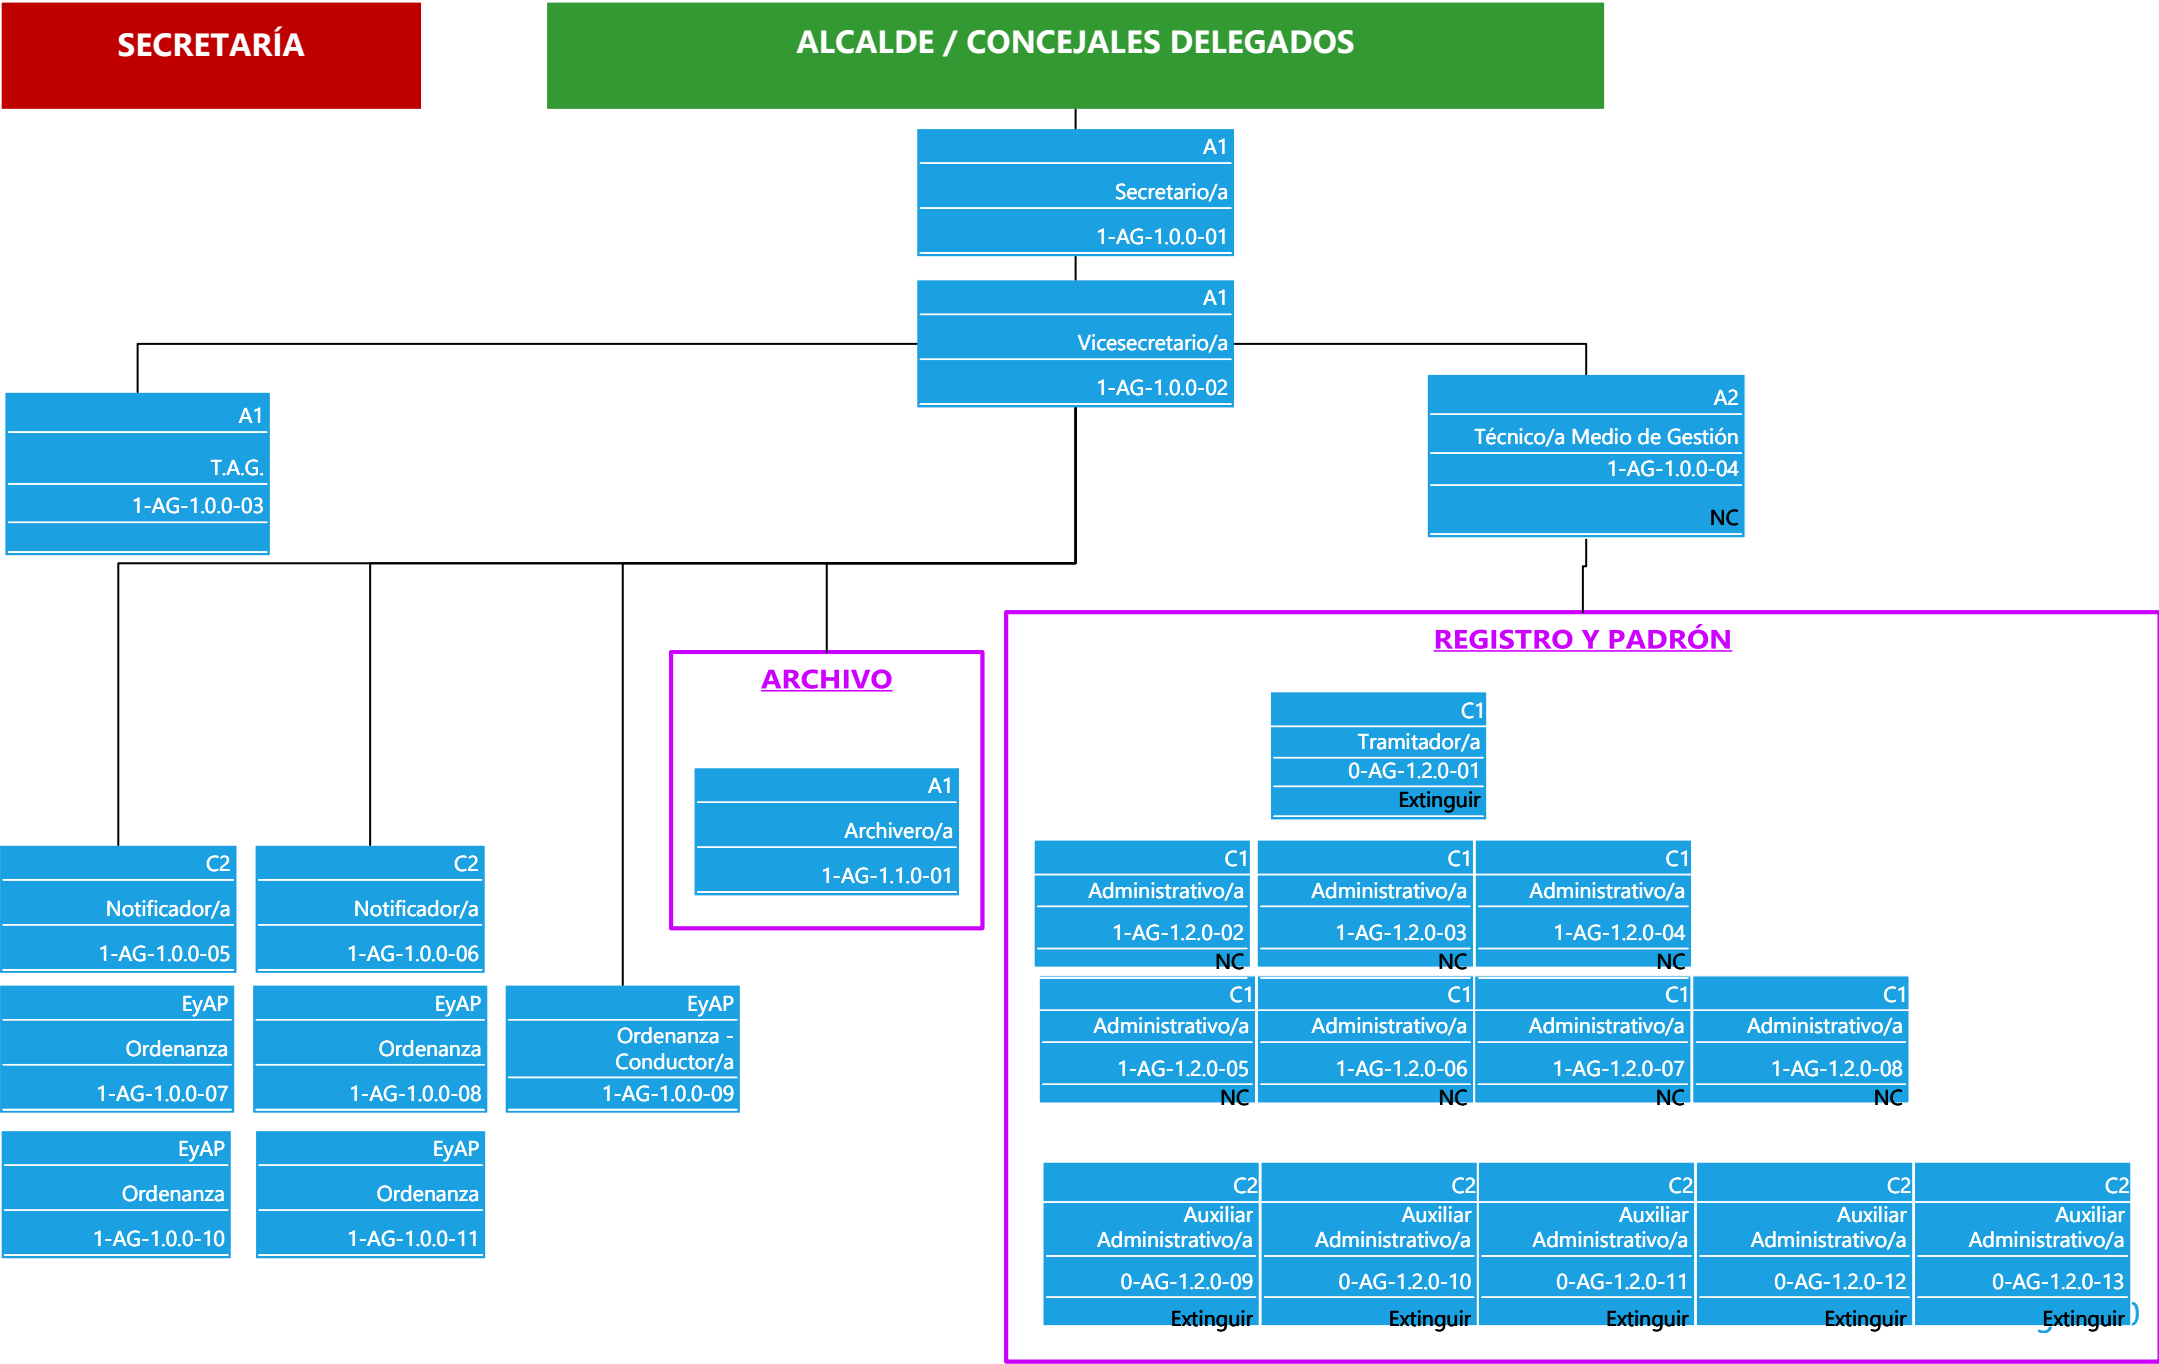 SECRETARÍA
ALCALDE / CONCEJALES DELEGADOS
A1
Secretario/a
1-AG-1.0.0-01
A1
Vicesecretario/a
1-AG-1.0.0-02
A1
T.A.G.
1-AG-1.0.0-03
A2
Técnico/a Medio de Gestión
1-AG-1.0.0-04
NC
ARCHIVO
A1
Archivero/a
1-AG-1.1.0-01
C2
Notificador/a
1-AG-1.0.0-05
C2
Notificador/a
1-AG-1.0.0-06
EyAP
Ordenanza
1-AG-1.0.0-07
EyAP
Ordenanza
1-AG-1.0.0-08
EyAP
Ordenanza -
Conductor/a
1-AG-1.0.0-09
EyAP
Ordenanza
1-AG-1.0.0-10
EyAP
Ordenanza
1-AG-1.0.0-11
REGISTRO Y PADRÓN
C1
Tramitador/a
0-AG-1.2.0-01
Extinguir
C1
Administrativo/a
1-AG-1.2.0-02
NC
C1
Administrativo/a
1-AG-1.2.0-03
NC
C1
Administrativo/a
1-AG-1.2.0-04
NC
C1
Administrativo/a
1-AG-1.2.0-05
NC
C1
Administrativo/a
1-AG-1.2.0-06
NC
C1
Administrativo/a
1-AG-1.2.0-07
NC
C1
Administrativo/a
1-AG-1.2.0-08
NC
C2
Auxiliar
Administrativo/a
0-AG-1.2.0-09
Extinguir
C2
Auxiliar
Administrativo/a
0-AG-1.2.0-10
Extinguir
C2
Auxiliar
Administrativo/a
0-AG-1.2.0-11
Extinguir
C2
Auxiliar
Administrativo/a
0-AG-1.2.0-12
Extinguir
C2
Auxiliar
Administrativo/a
0-AG-1.2.0-13
Extinguir